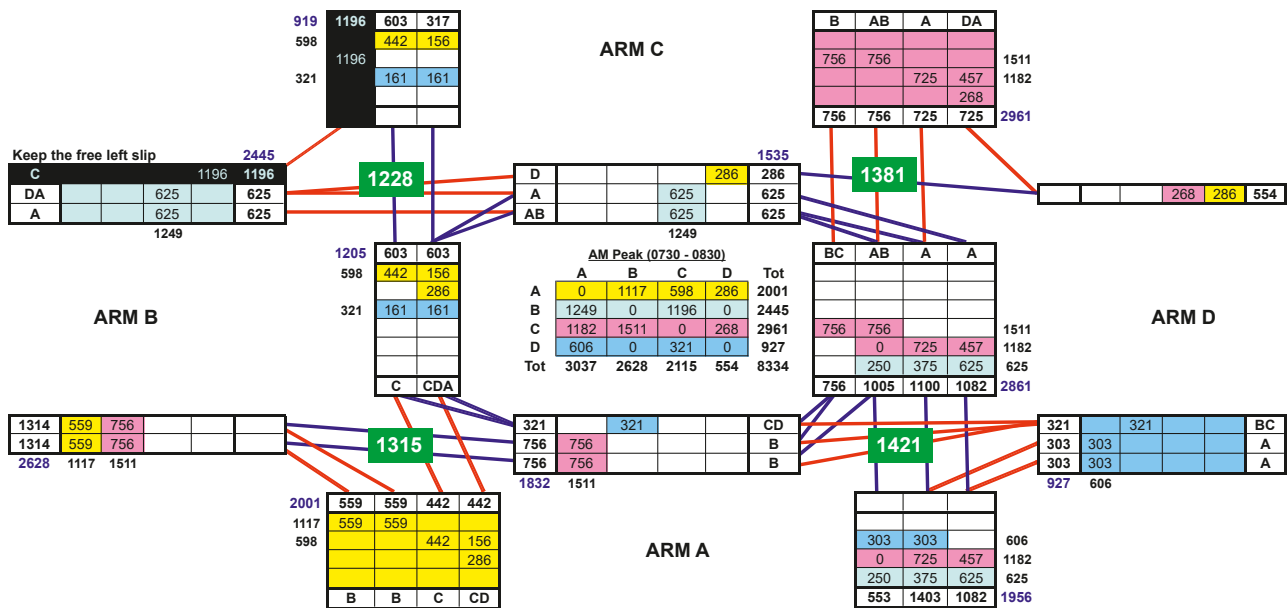 919 1196 603 317
598 442 156
1196
321 161 161
ARM C
B AB A DA
756 756 1511
725 457 1182
268
756 756 725 725 2961
Keep the free left slip 2445
C 1196 1196
DA 625 625
A 625 625
1249
1228
1535
D 286 286
A 625 625
AB 625 625
1249
1381
268 286 554
ARM B
1205 603 603
598 442 156
286
321 161 161
C CDA
AM Peak (0730 - 0830)
A B C D Tot
A 0 1117 598 286 2001
B 1249 0 1196 0 2445
C 1182 1511 0 268 2961
D 606 0 321 0 927
Tot 3037 2628 2115 554 8334
BC AB A A
756 756 1511
0 725 457 1182
250 375 625 625
756 1005 1100 1082 2861
ARM D
1314 559 756
1314 559 756
2628 1117 1511
1315
321 321 CD
756 756 B
756 756 B
1832 1511
1421
321 321 BC
303 303 A
303 303 A
927 606
2001 559 559 442 442
1117 559 559
598 442 156
286
B B C CD
ARM A
303 303 606
0 725 457 1182
250 375 625 625
553 1403 1082 1956